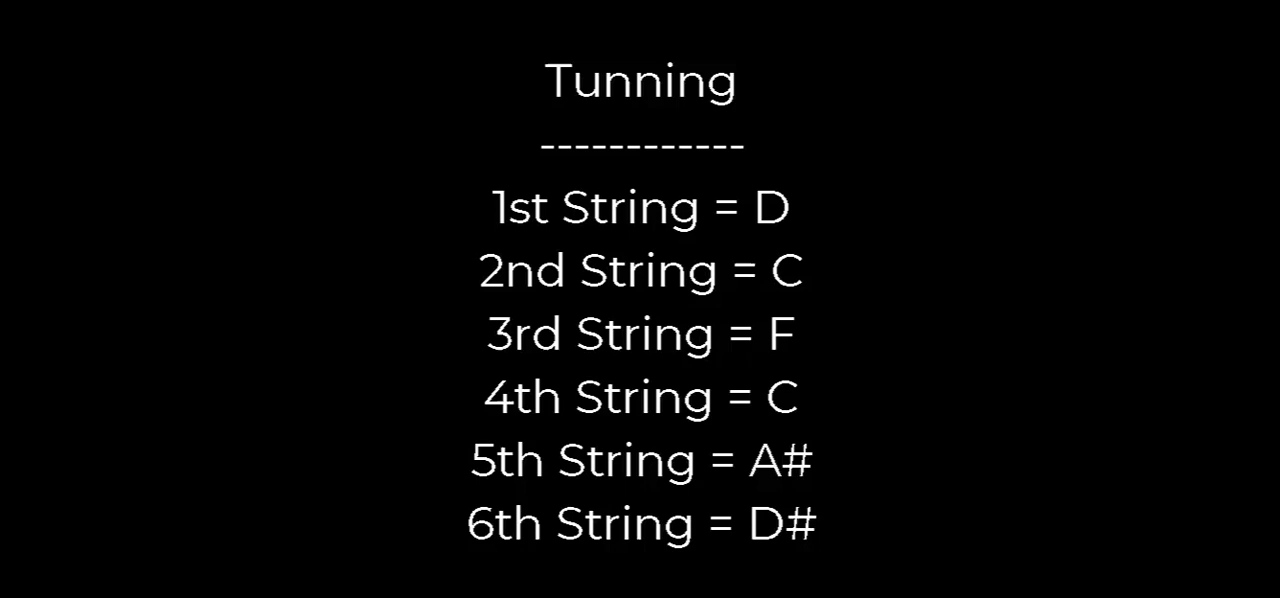 Tunning
------------
1st String = D
2nd String = C
3rd String = F
4th String = C
5th String = A#
6th String = D#